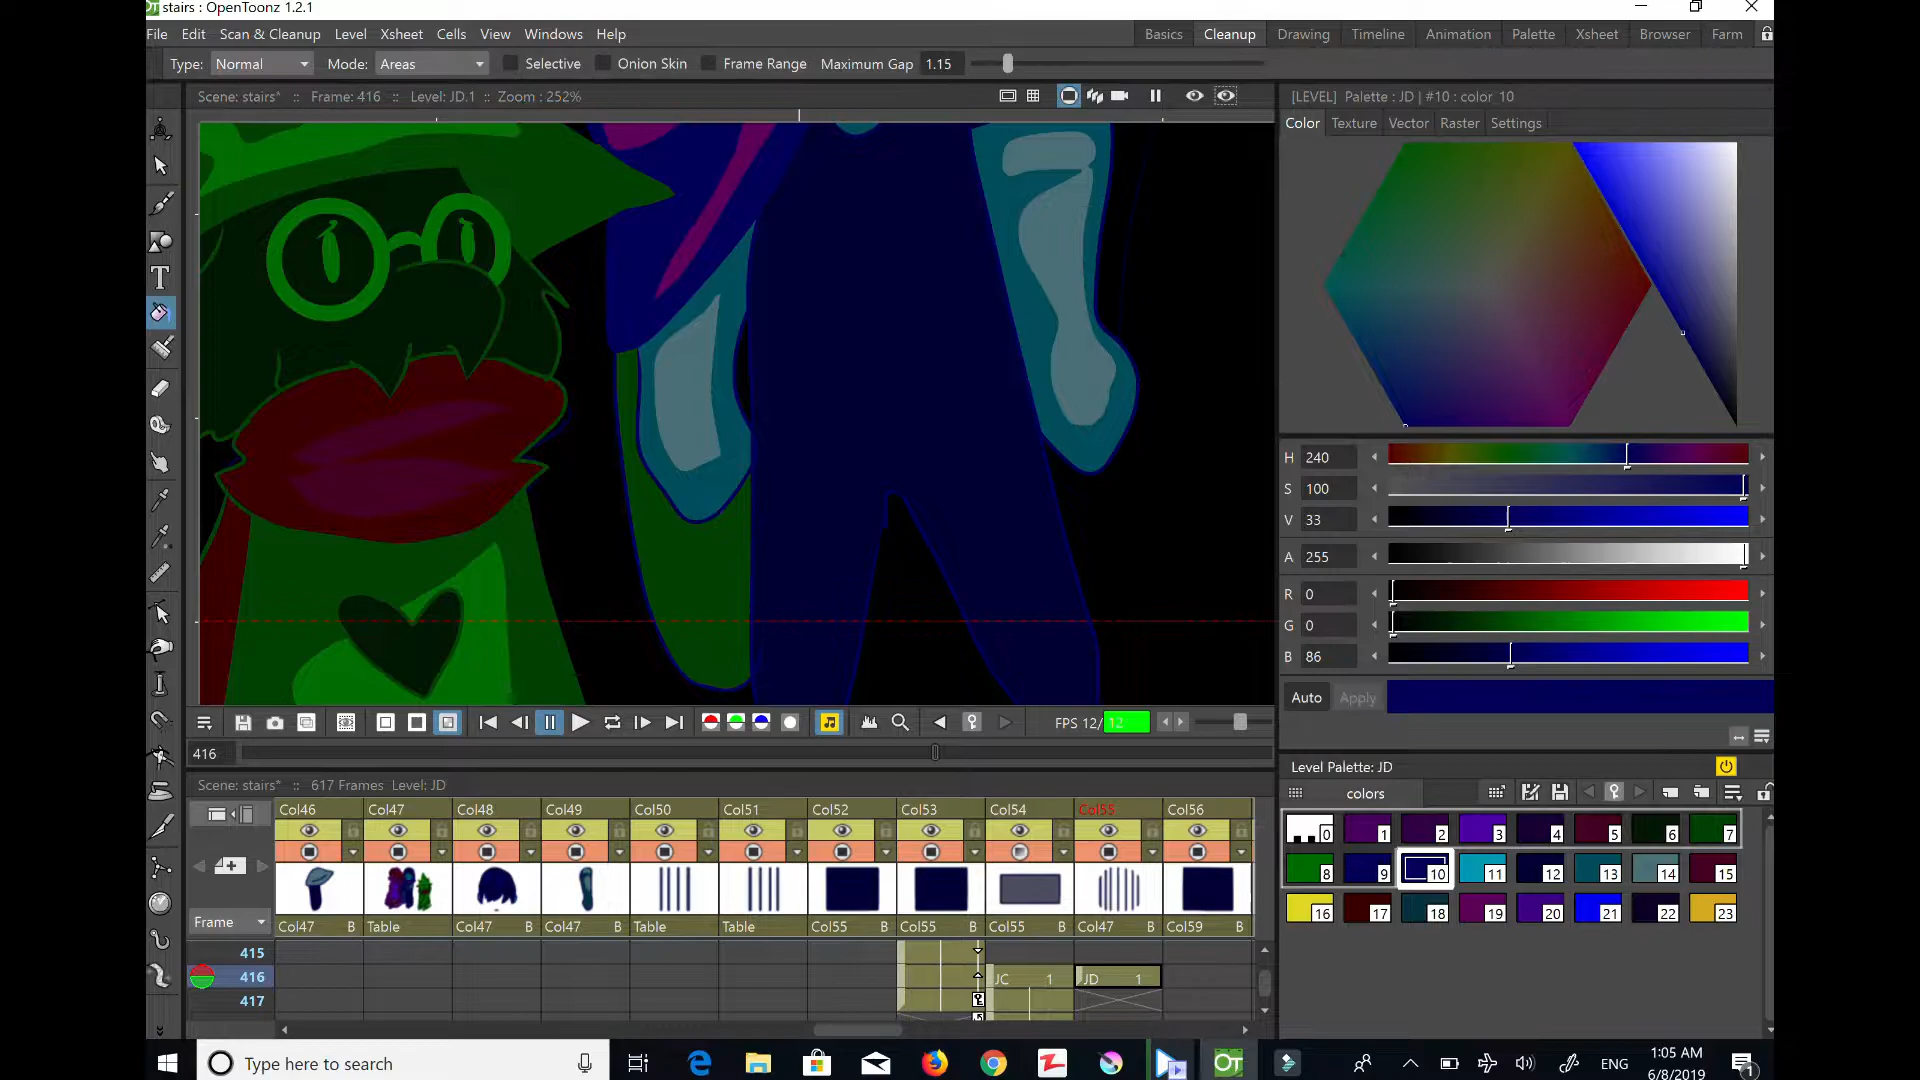 stairs : OpenToonz 1.2.1
File Edit Scan & Cleanup Level Xsheet Cells View Windows Help
Basics Cleanup Drawing Timeline Animation Palette Xsheet Browser Farm
Type: Normal Mode: Areas Selective Onion Skin Frame Range Maximum Gap 1.15
Scene: stairs* :: Frame: 416 :: Level: JD.1 :: Zoom : 252%
[LEVEL] Palette : JD | #10 : color_10
Color Texture Vector Raster Settings
H 240
S 100
V 33
A 255
R 0
G 0
B 86
Auto Apply
FPS 12/12
416
Scene: stairs* :: 617 Frames Level: JD
Level Palette: JD
colors
Col46 Col47 Col48 Col49 Col50 Col51 Col52 Col53 Col54 Col55 Col56
0 1 2 3 4 5 6 7
8 9 10 11 12 13 14 15
16 17 18 19 20 21 22 23
Frame
Col47 B Table Col47 B Col47 B Table B Table B Col55 B Col55 B Col55 B Col47 B Col59 B
415
416 JC 1 JD 1
417
Type here to search
ENG
1:05 AM
6/8/2019
1